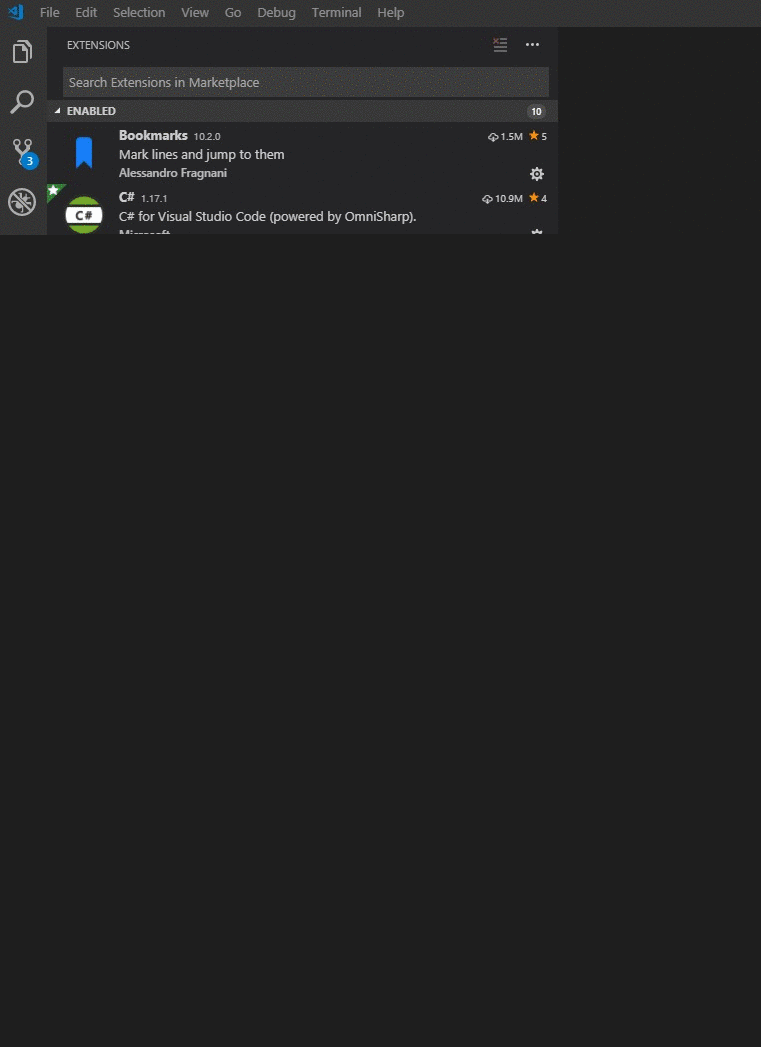 File Edit Selection View Go Debug Terminal Help
EXTENSIONS
Search Extensions in Marketplace
ENABLED 10
Bookmarks 10.2.0 1.5M 5
Mark lines and jump to them
Alessandro Fragnani
3
C# C# 1.17.1 10.9M 4
C# for Visual Studio Code (powered by OmniSharp).
Microsoft